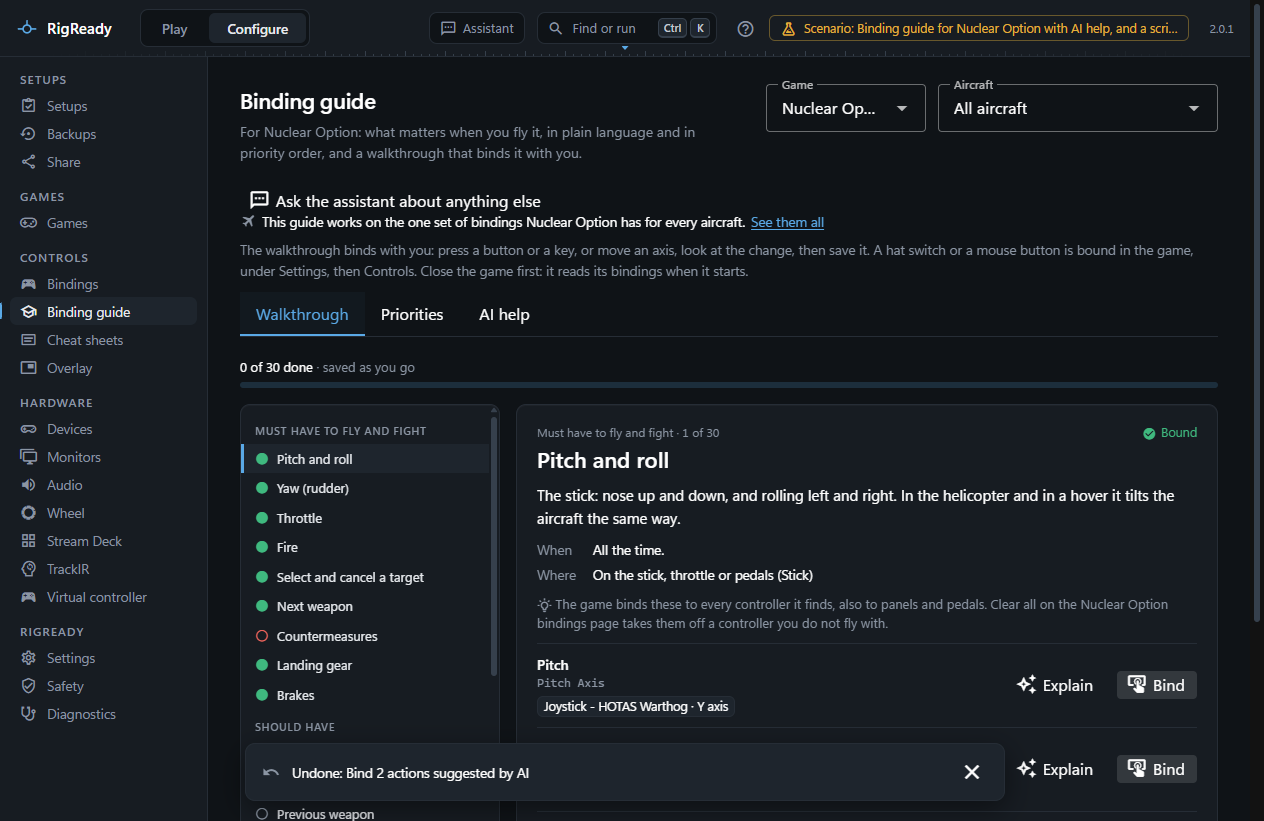 RigReady
Play
Configure
Assistant
Find or run
Ctrl
K
Scenario: Binding guide for Nuclear Option with AI help, and a scri...
2.0.1
SETUPS
Setups
Backups
Share
GAMES
Games
CONTROLS
Bindings
Binding guide
Cheat sheets
Overlay
HARDWARE
Devices
Monitors
Audio
Wheel
Stream Deck
TrackIR
Virtual controller
RIGREADY
Settings
Safety
Diagnostics
Binding guide
For Nuclear Option: what matters when you fly it, in plain language and in
priority order, and a walkthrough that binds it with you.
Game
Nuclear Op...
Aircraft
All aircraft
Ask the assistant about anything else
This guide works on the one set of bindings Nuclear Option has for every aircraft. See them all
The walkthrough binds with you: press a button or a key, or move an axis, look at the change, then save it. A hat switch or a mouse button is bound in the game,
under Settings, then Controls. Close the game first: it reads its bindings when it starts.
Walkthrough
Priorities
AI help
0 of 30 done · saved as you go
MUST HAVE TO FLY AND FIGHT
Pitch and roll
Yaw (rudder)
Throttle
Fire
Select and cancel a target
Next weapon
Countermeasures
Landing gear
Brakes
SHOULD HAVE
Previous weapon
Must have to fly and fight · 1 of 30
Bound
Pitch and roll
The stick: nose up and down, and rolling left and right. In the helicopter and in a hover it tilts the
aircraft the same way.
When All the time.
Where On the stick, throttle or pedals (Stick)
The game binds these to every controller it finds, also to panels and pedals. Clear all on the Nuclear Option
bindings page takes them off a controller you do not fly with.
Pitch
Pitch Axis
Joystick - HOTAS Warthog · Y axis
Explain
Bind
Explain
Bind
Undone: Bind 2 actions suggested by AI